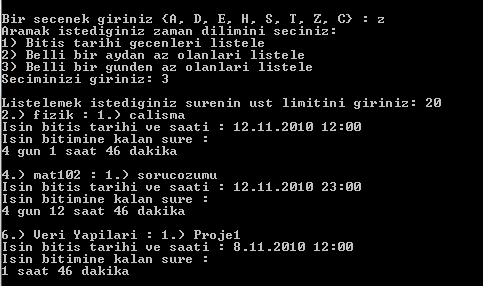 Bir secenek giriniz {A, D, E, H, S, T, Z, C} : z
Aramak istediginiz zaman dilimini seciniz:
1) Bitis tarihi gecenleri listele
2) Belli bir aydan az olanlari listele
3) Belli bir gunden az olanlari listele
Seciminizi giriniz: 3
Listelemek istediginiz surenin ust limitini giriniz: 20
2.) fizik : 1.) calisma
Isin bitis tarihi ve saati : 12.11.2010 12:00
Isin bitimine kalan sure :
4 gun 1 saat 46 dakika
4.) mat102 : 1.) sorucozumu
Isin bitis tarihi ve saati : 12.11.2010 23:00
Isin bitimine kalan sure :
4 gun 12 saat 46 dakika
6.) Veri Yapilari : 1.) Proje1
Isin bitis tarihi ve saati : 8.11.2010 12:00
Isin bitimine kalan sure :
1 saat 46 dakika